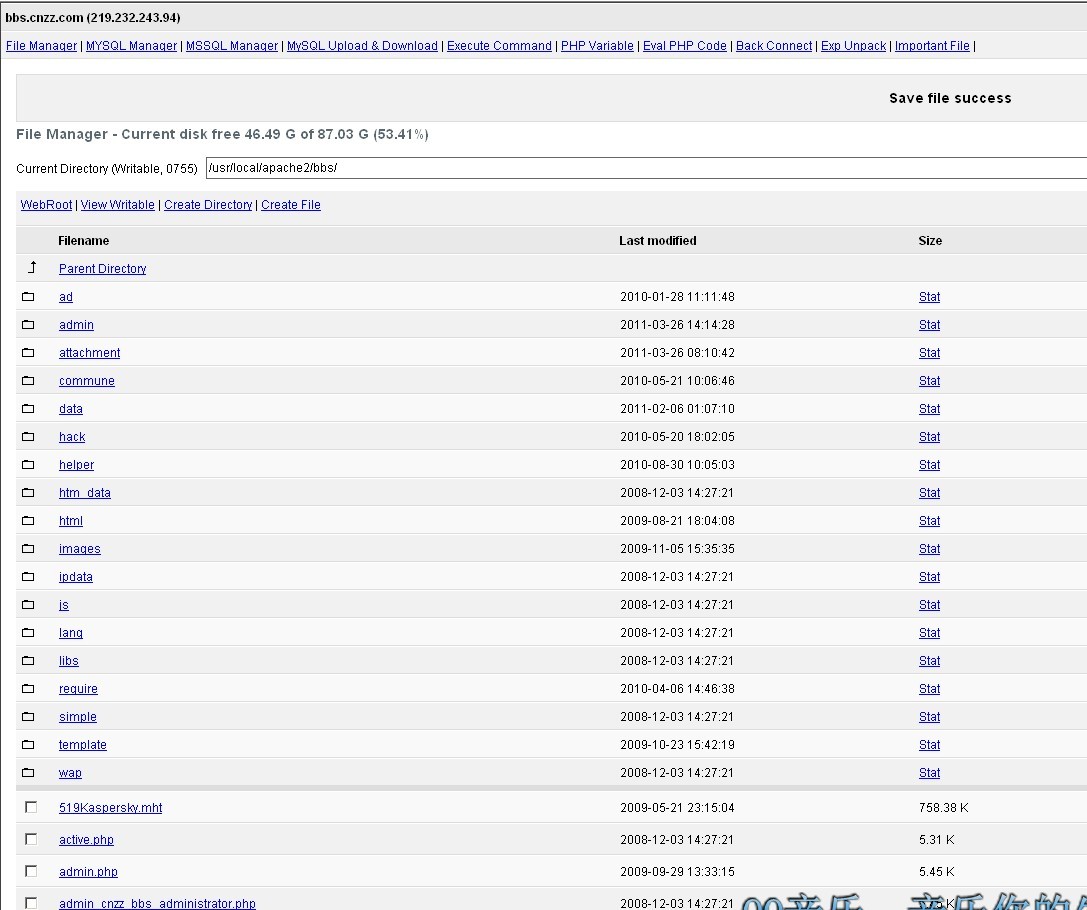 bbs.cnzz.com (219.232.243.94)
File Manager | MYSQL Manager | MSSQL Manager | MySQL Upload & Download | Execute Command | PHP Variable | Eval PHP Code | Back Connect | Exp Unpack | Important File |
Save file success
File Manager - Current disk free 46.49 G of 87.03 G (53.41%)
Current Directory (Writable, 0755) /usr/local/apache2/bbs/
WebRoot | View Writable | Create Directory | Create File
Filename Last modified Size
Parent Directory
ad 2010-01-28 11:11:48 Stat
admin 2011-03-26 14:14:28 Stat
attachment 2011-03-26 08:10:42 Stat
commune 2010-05-21 10:06:46 Stat
data 2011-02-06 01:07:10 Stat
hack 2010-05-20 18:02:05 Stat
helper 2010-08-30 10:05:03 Stat
htm_data 2008-12-03 14:27:21 Stat
html 2009-08-21 18:04:08 Stat
images 2009-11-05 15:35:35 Stat
ipdata 2008-12-03 14:27:21 Stat
js 2008-12-03 14:27:21 Stat
lang 2008-12-03 14:27:21 Stat
libs 2008-12-03 14:27:21 Stat
require 2010-04-06 14:46:38 Stat
simple 2008-12-03 14:27:21 Stat
template 2009-10-23 15:42:19 Stat
wap 2008-12-03 14:27:21 Stat
519Kaspersky.mht 2009-05-21 23:15:04 758.38 K
active.php 2008-12-03 14:27:21 5.31 K
admin.php 2009-09-29 13:33:15 5.45 K
admin_cnzz_bbs_administrator.php 2008-12-03 14:27:21
QQ音乐 音乐你的